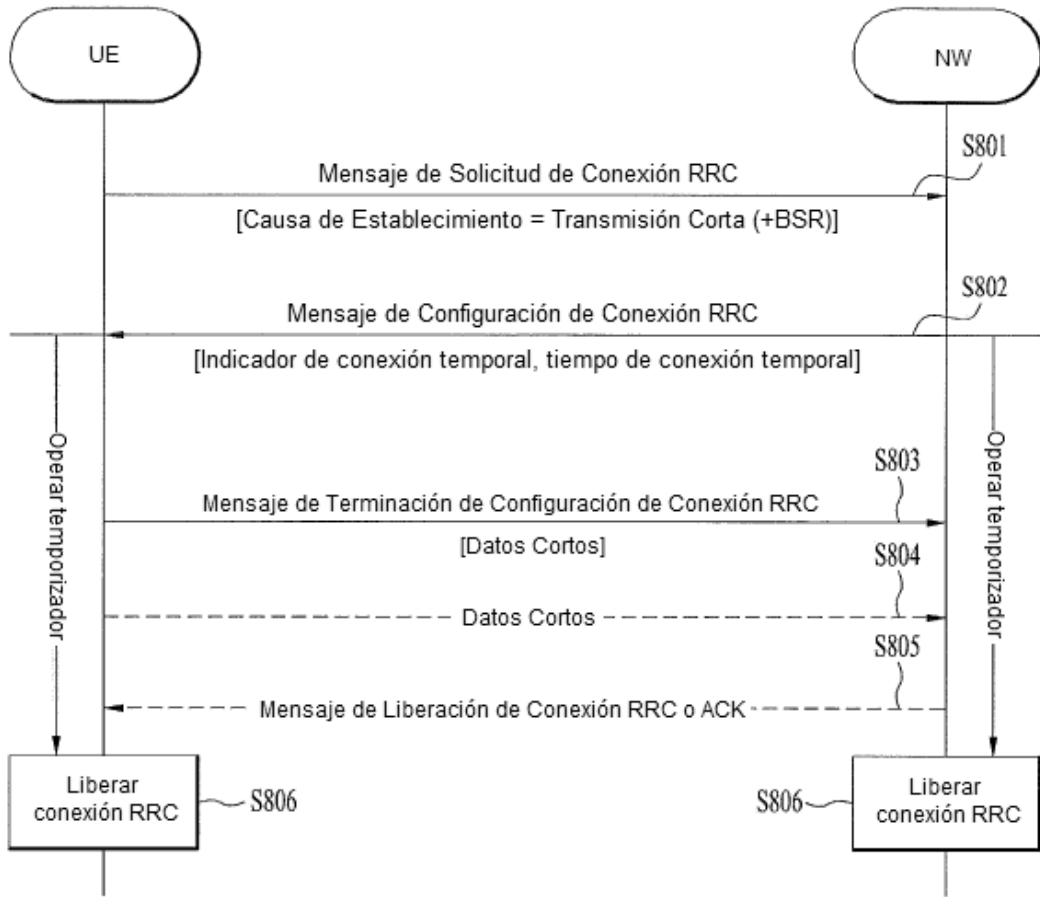 UE
NW
S801
Mensaje de Solicitud de Conexión RRC
[Causa de Establecimiento = Transmisión Corta (+BSR)]
S802
Mensaje de Configuración de Conexión RRC
[Indicador de conexión temporal, tiempo de conexión temporal]
Operar temporizador
Operar temporizador
S803
Mensaje de Terminación de Configuración de Conexión RRC
[Datos Cortos]
S804
Datos Cortos
S805
Mensaje de Liberación de Conexión RRC o ACK
Liberar
conexión RRC
S806
S806
Liberar
conexión RRC